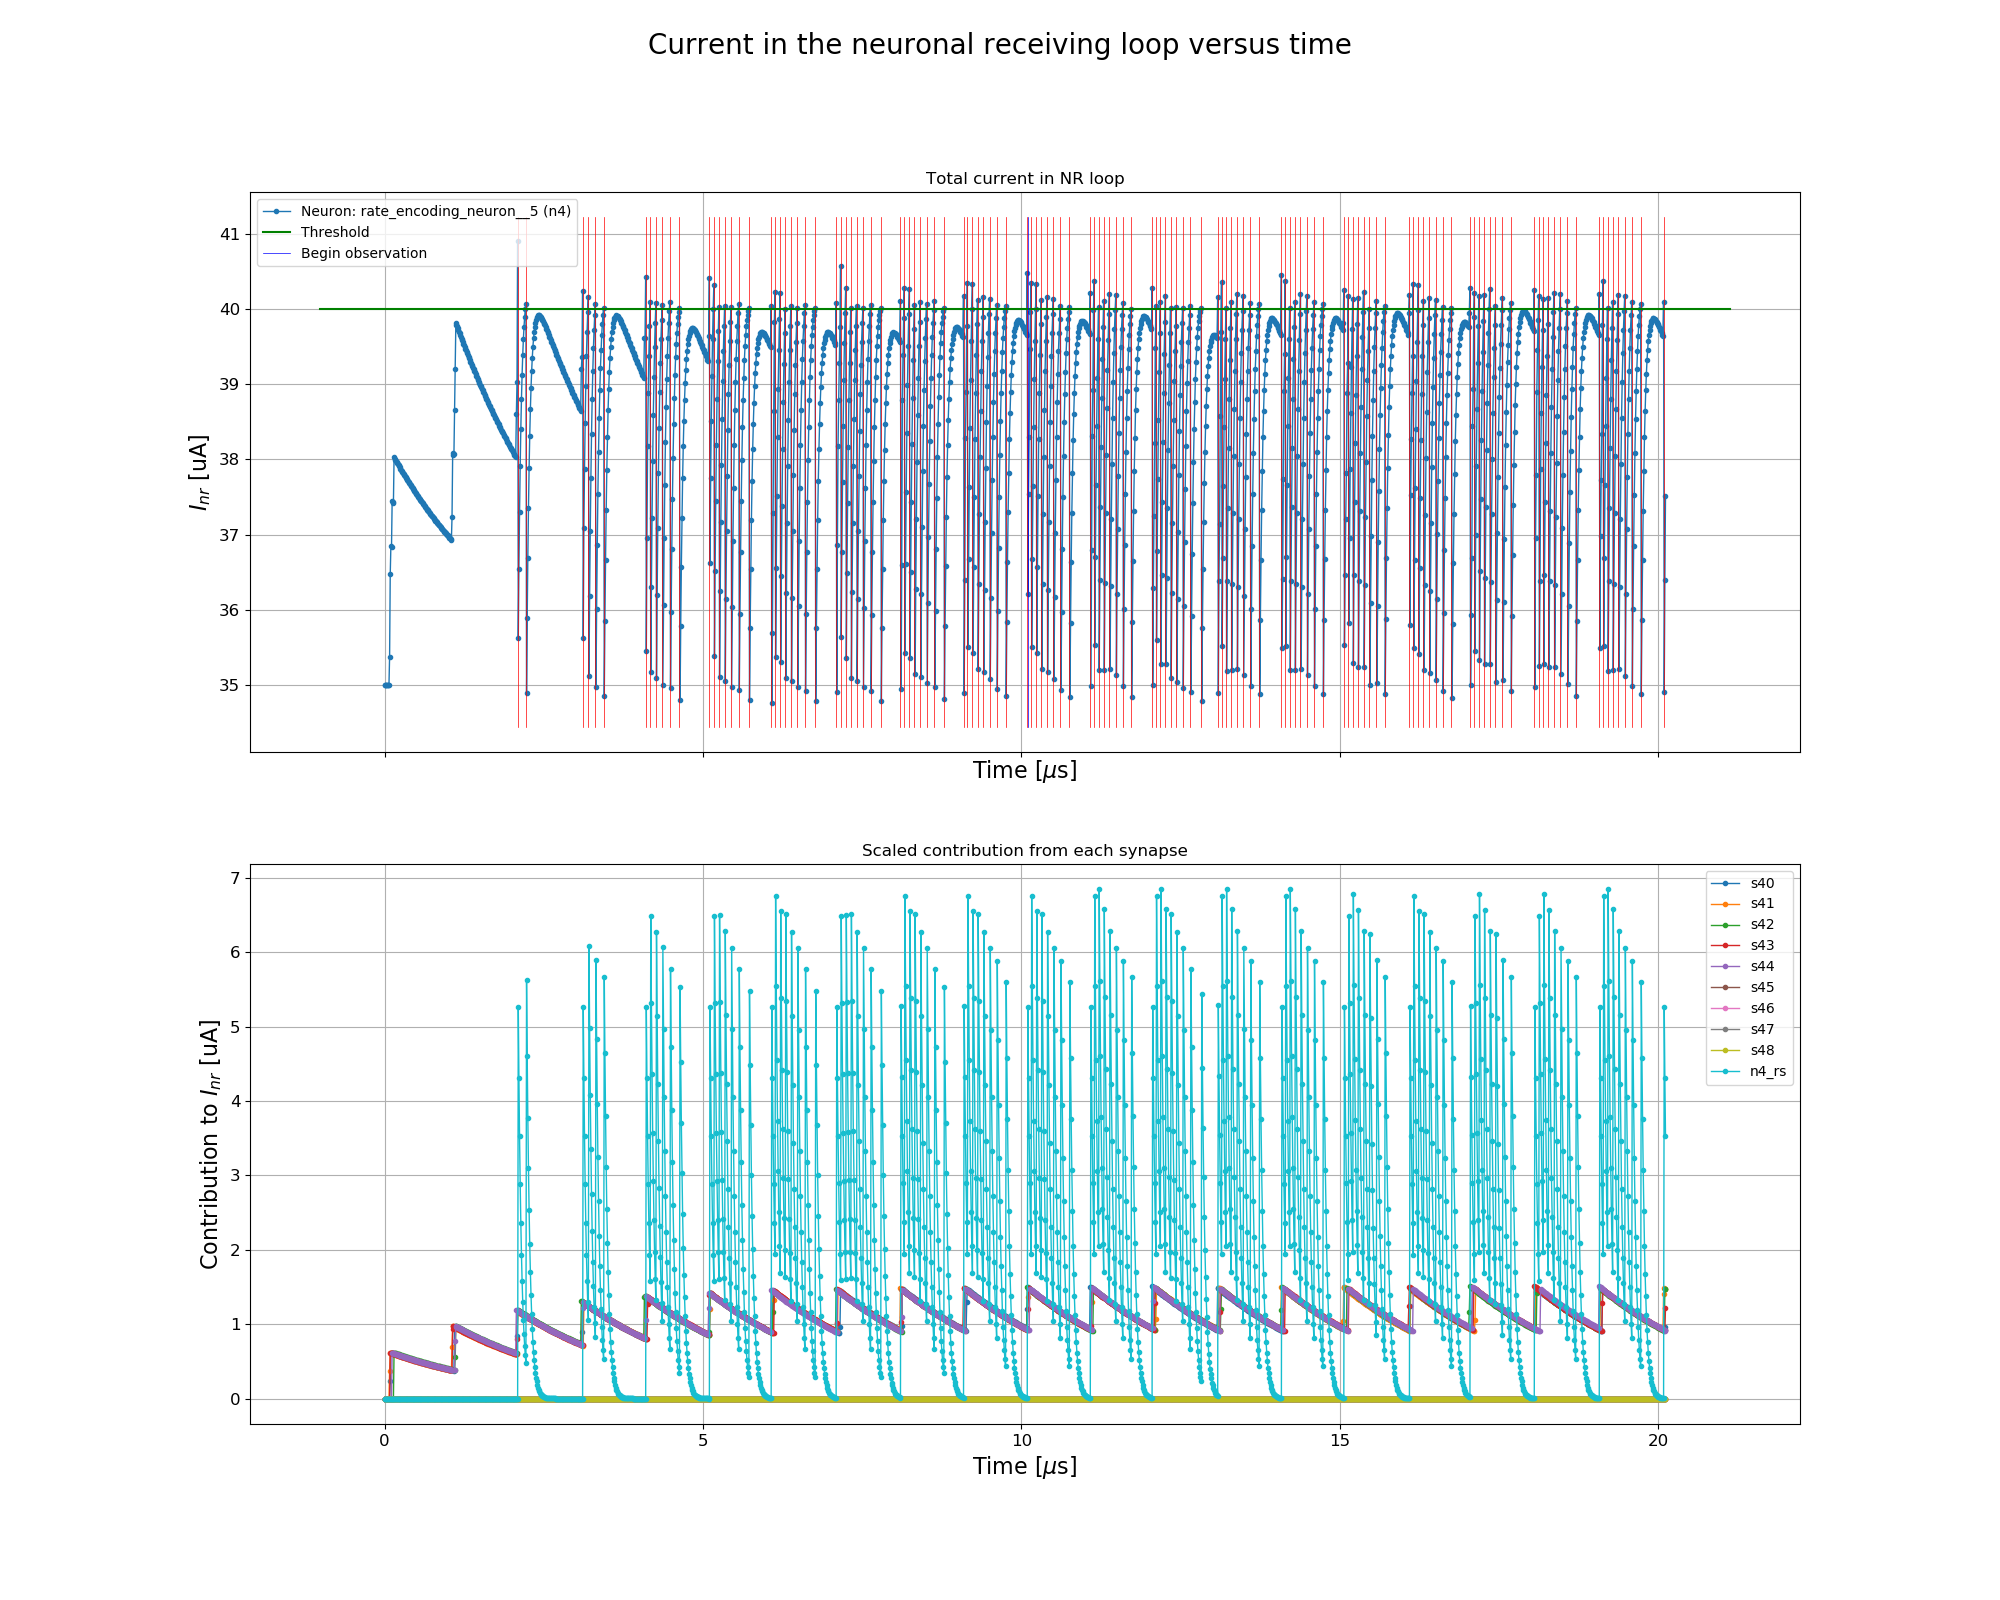 Current in the neuronal receiving loop versus time
Total current in NR loop
Neuron: rate_encoding_neuron__5 (n4)
Threshold
Begin observation
41
40
39
38
37
36
35
I_nr [uA]
Time [μs]
Scaled contribution from each synapse
7
6
5
4
3
2
1
0
Contribution to I_nr [uA]
s40
s41
s42
s43
s44
s45
s46
s47
s48
n4_rs
0 5 10 15 20
Time [μs]